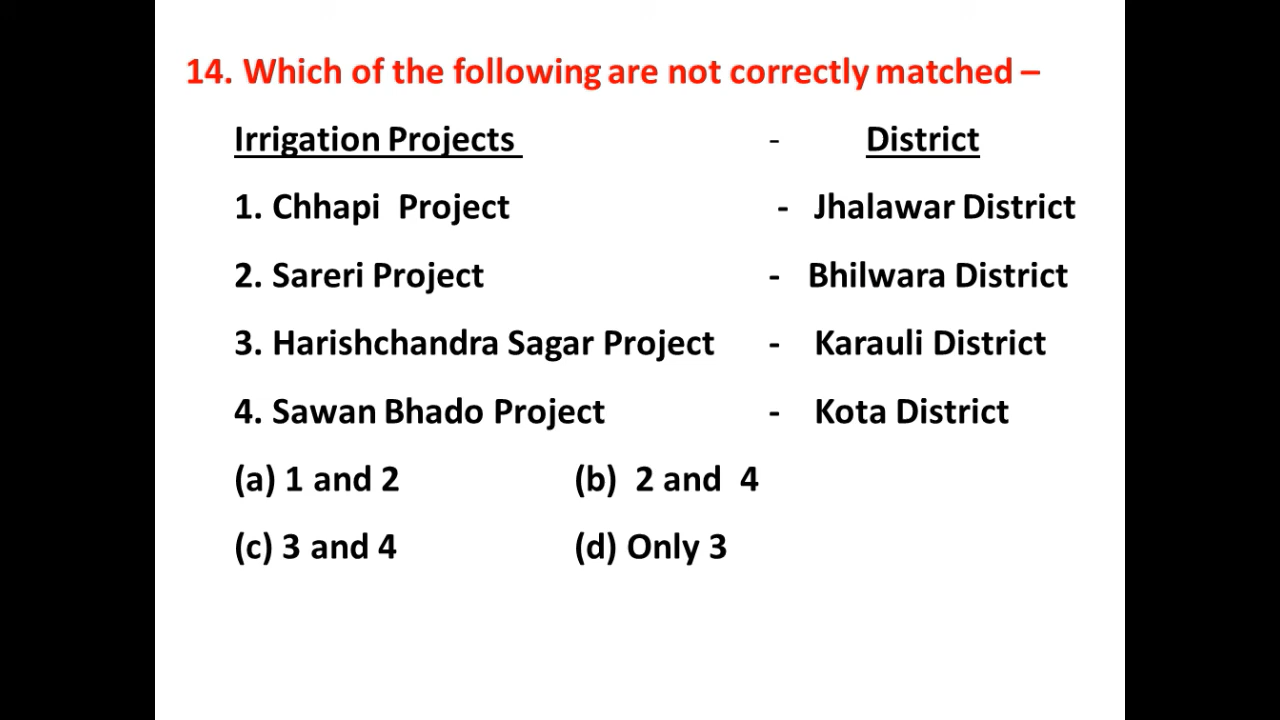 14. Which of the following are not correctly matched –
Irrigation Projects - District
1. Chhapi Project - Jhalawar District
2. Sareri Project - Bhilwara District
3. Harishchandra Sagar Project - Karauli District
4. Sawan Bhado Project - Kota District
(a) 1 and 2 (b) 2 and 4
(c) 3 and 4 (d) Only 3